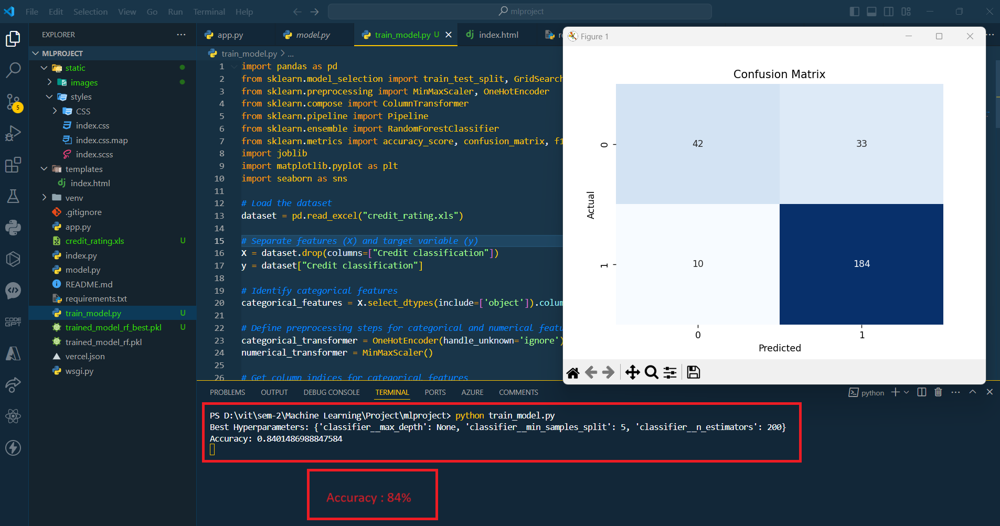 File Edit Selection View Go Run Terminal Help
mlproject
EXPLORER
MLPROJECT
static
images
styles
CSS
index.css
index.css.map
index.scss
templates
index.html
venv
.gitignore
app.py
credit_rating.xls U
index.py
model.py
README.md
requirements.txt
train_model.py U
trained_model_rf_best.pkl U
trained_model_rf.pkl
vercel.json
wsgi.py
5
CODE
GPT
app.py model.py train_model.py U index.html re
train_model.py > ...
1 import pandas as pd
2 from sklearn.model_selection import train_test_split, GridSearch
3 from sklearn.preprocessing import MinMaxScaler, OneHotEncoder
4 from sklearn.compose import ColumnTransformer
5 from sklearn.pipeline import Pipeline
6 from sklearn.ensemble import RandomForestClassifier
7 from sklearn.metrics import accuracy_score, confusion_matrix, f1
8 import joblib
9 import matplotlib.pyplot as plt
10 import seaborn as sns
11
12 # Load the dataset
13 dataset = pd.read_excel("credit_rating.xls")
14
15 # Separate features (X) and target variable (y)
16 X = dataset.drop(columns=["Credit classification"])
17 y = dataset["Credit classification"]
18
19 # Identify categorical features
20 categorical_features = X.select_dtypes(include=['object']).colum
21
22 # Define preprocessing steps for categorical and numerical featu
23 categorical_transformer = OneHotEncoder(handle_unknown='ignore')
24 numerical_transformer = MinMaxScaler()
25
26 # Get column indices for categorical features
Figure 1
Confusion Matrix
Actual
0
42 33
1
10 184
0 1
Predicted
PROBLEMS OUTPUT DEBUG CONSOLE TERMINAL PORTS AZURE COMMENTS
python
PS D:\vit\sem-2\Machine Learning\Project\mlproject> python train_model.py
Best Hyperparameters: {'classifier__max_depth': None, 'classifier__min_samples_split': 5, 'classifier__n_estimators': 200}
Accuracy: 0.8401486988847584
Accuracy : 84%